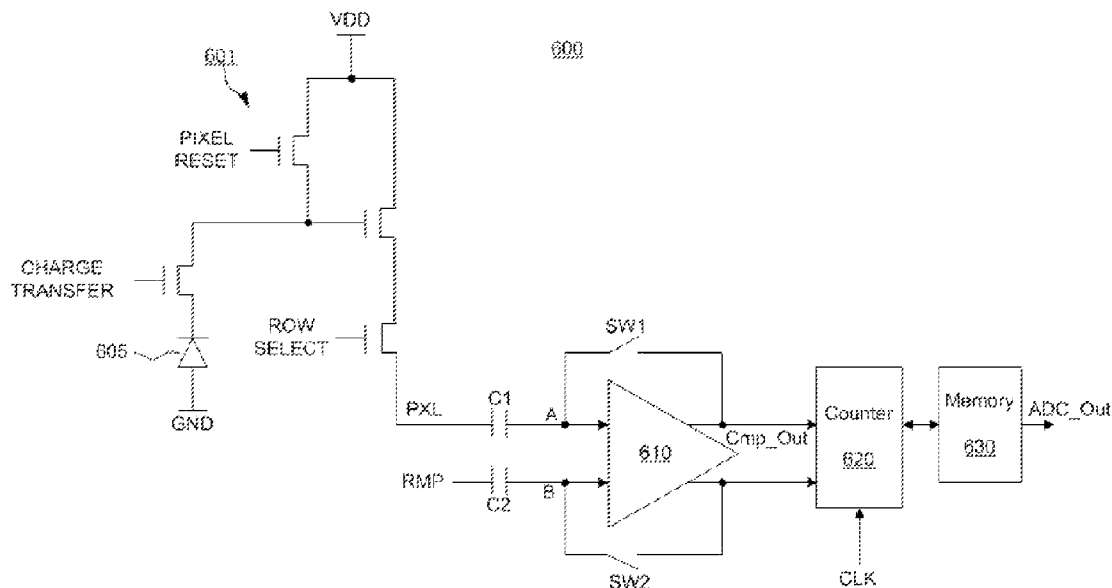 VDD
600
601
PIXEL
RESET
CHARGE
TRANSFER
ROW
SELECT
605
GND
SW1
PXL
C1
A
Counter
Memory
ADC_Out
Cmp_Out
610
620
630
RMP
C2
B
SW2
CLK